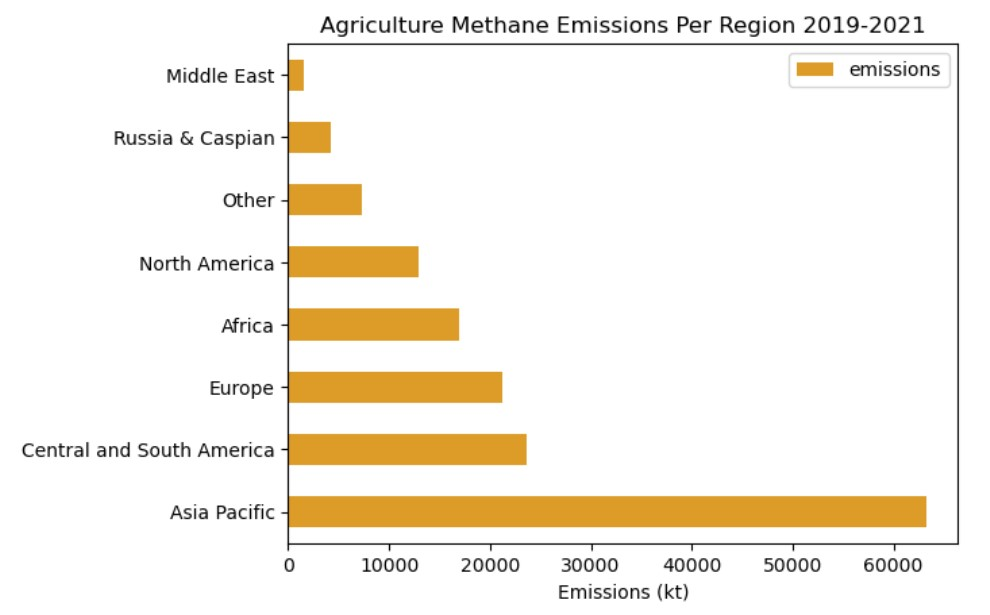 Agriculture Methane Emissions Per Region 2019-2021
emissions
Middle East
Russia & Caspian
Other
North America
Africa
Europe
Central and South America
Asia Pacific
0 10000 20000 30000 40000 50000 60000
Emissions (kt)